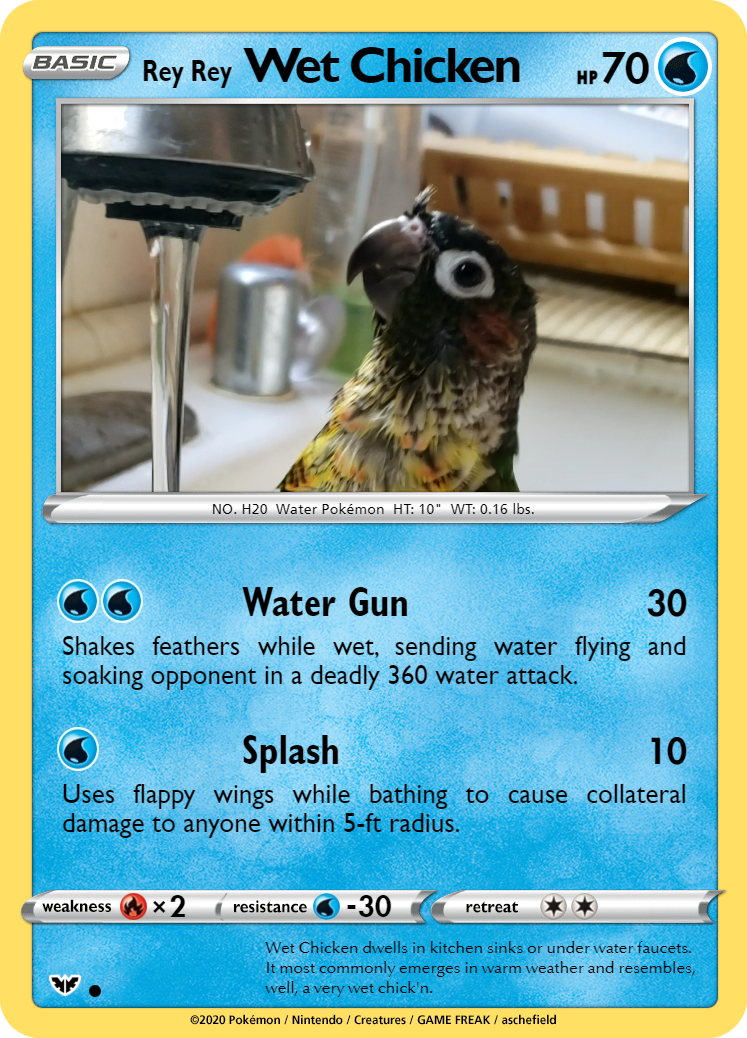 BASIC Rey Rey Wet Chicken HP 70
NO. H20 Water Pokémon HT: 10" WT: 0.16 lbs.
Water Gun 30
Shakes feathers while wet, sending water flying and
soaking opponent in a deadly 360 water attack.
Splash 10
Uses flappy wings while bathing to cause collateral
damage to anyone within 5-ft radius.
weakness ×2 resistance -30 retreat
Wet Chicken dwells in kitchen sinks or under water faucets.
It most commonly emerges in warm weather and resembles,
well, a very wet chick'n.
©2020 Pokémon / Nintendo / Creatures / GAME FREAK / aschefield